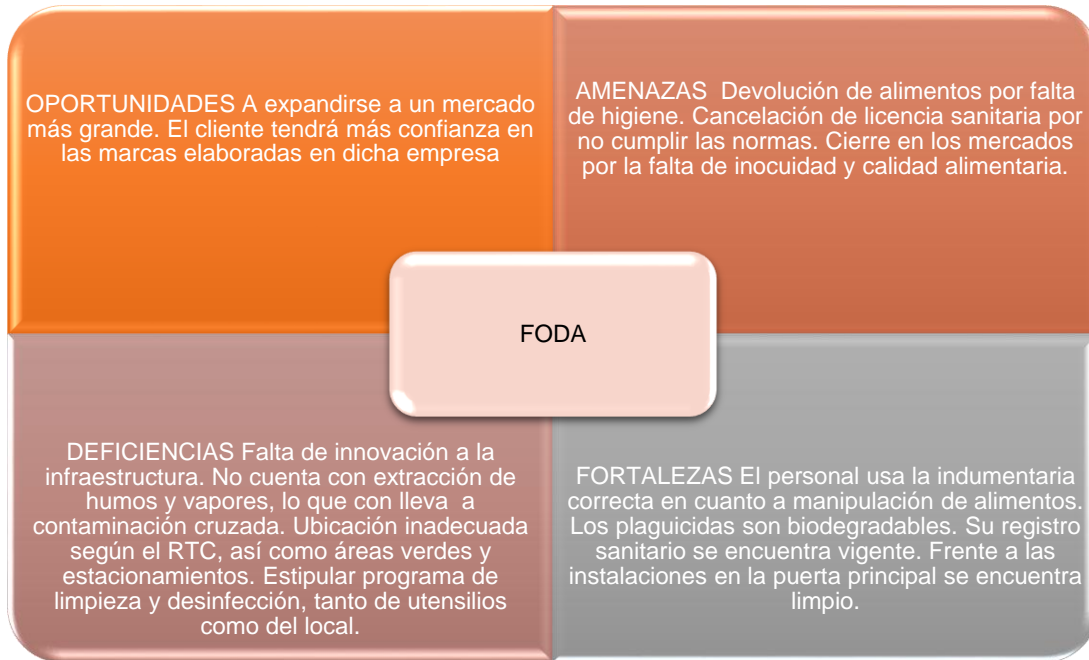 OPORTUNIDADES A expandirse a un mercado
más grande. El cliente tendrá más confianza en
las marcas elaboradas en dicha empresa
AMENAZAS  Devolución de alimentos por falta
de higiene. Cancelación de licencia sanitaria por
no cumplir las normas. Cierre en los mercados
por la falta de inocuidad y calidad alimentaria.
FODA
DEFICIENCIAS Falta de innovación a la
infraestructura. No cuenta con extracción de
humos y vapores, lo que con lleva  a
contaminación cruzada. Ubicación inadecuada
según el RTC, así como áreas verdes y
estacionamientos. Estipular programa de
limpieza y desinfección, tanto de utensilios
como del local.
FORTALEZAS El personal usa la indumentaria
correcta en cuanto a manipulación de alimentos.
Los plaguicidas son biodegradables. Su registro
sanitario se encuentra vigente. Frente a las
instalaciones en la puerta principal se encuentra
limpio.